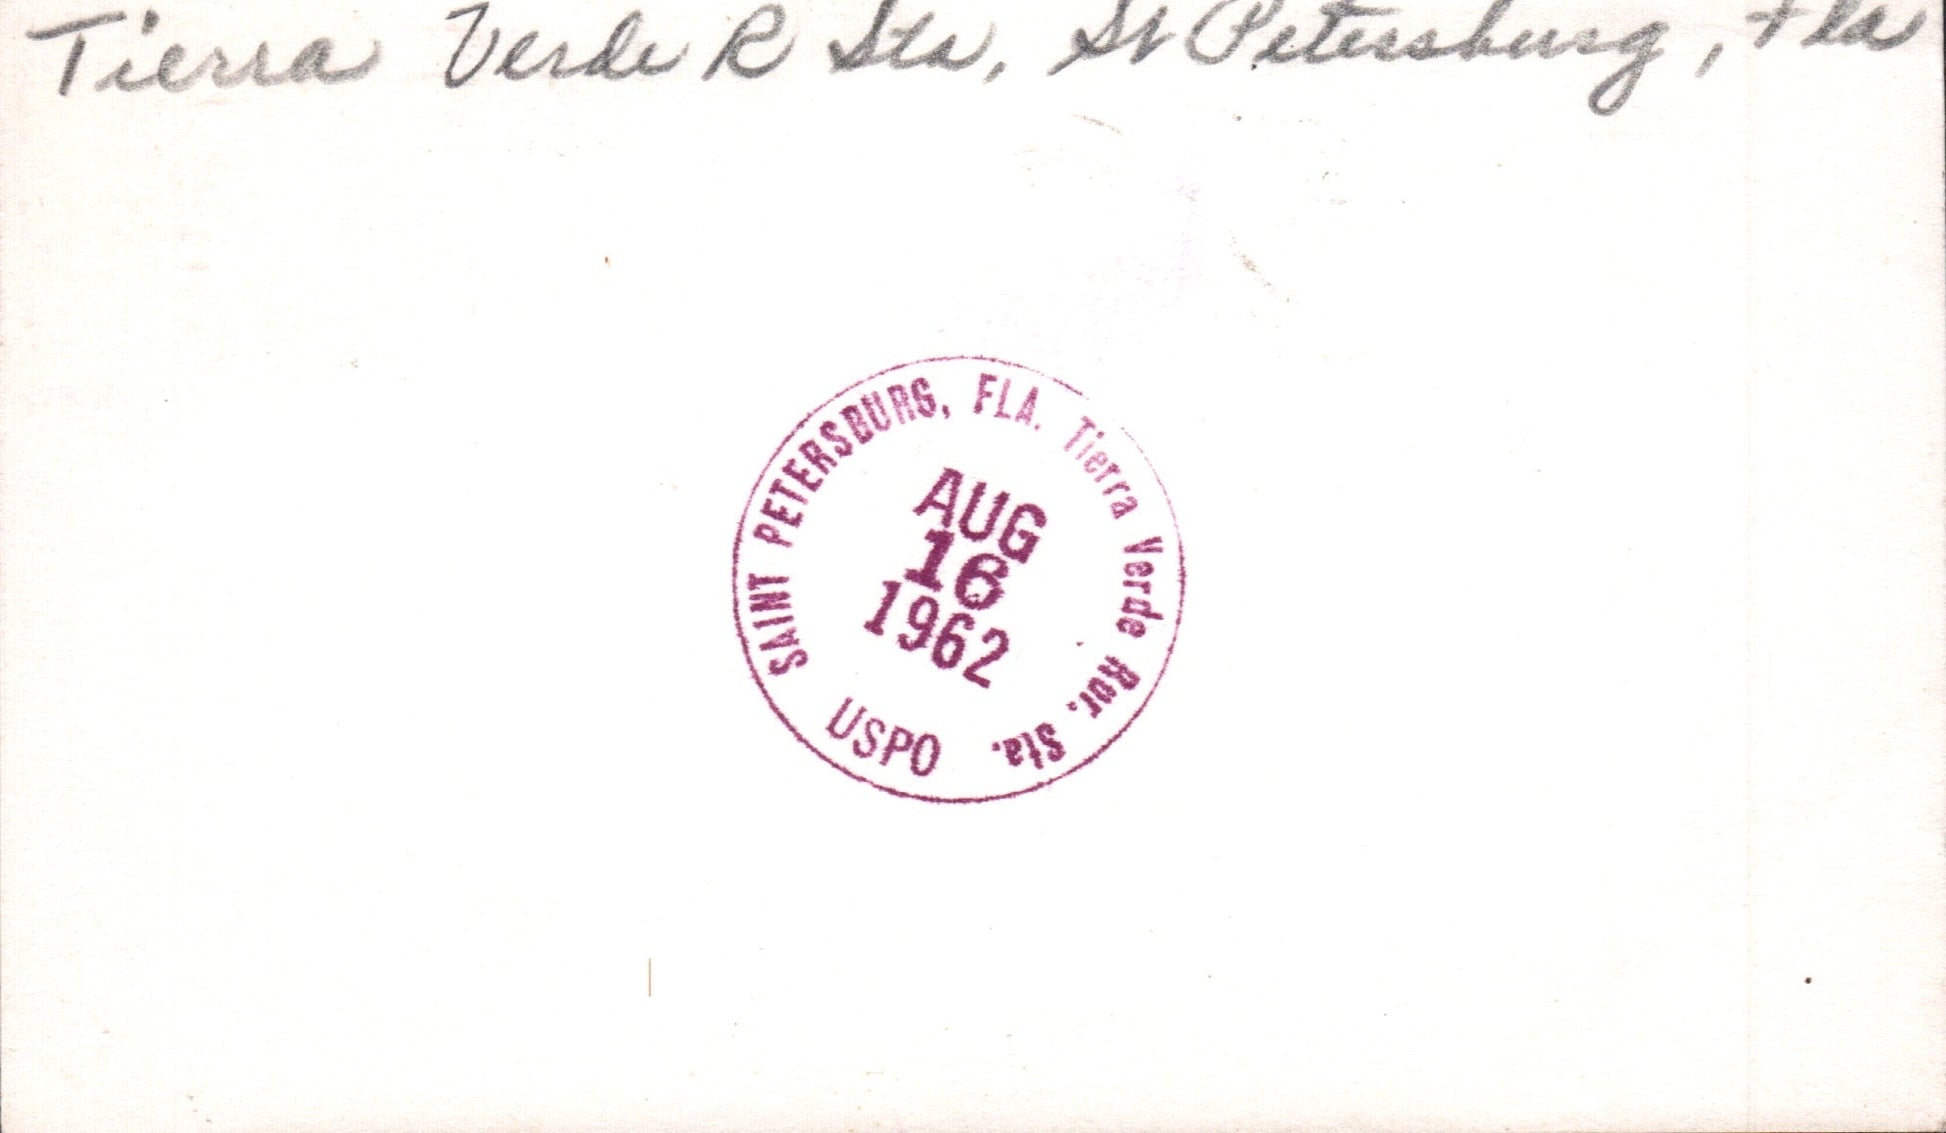 Tierra Verde R Sta, St Petersburg, Fla
SAINT PETERSBURG, FLA. Tierra Verde Rur. Sta.
AUG
16
1962
USPO